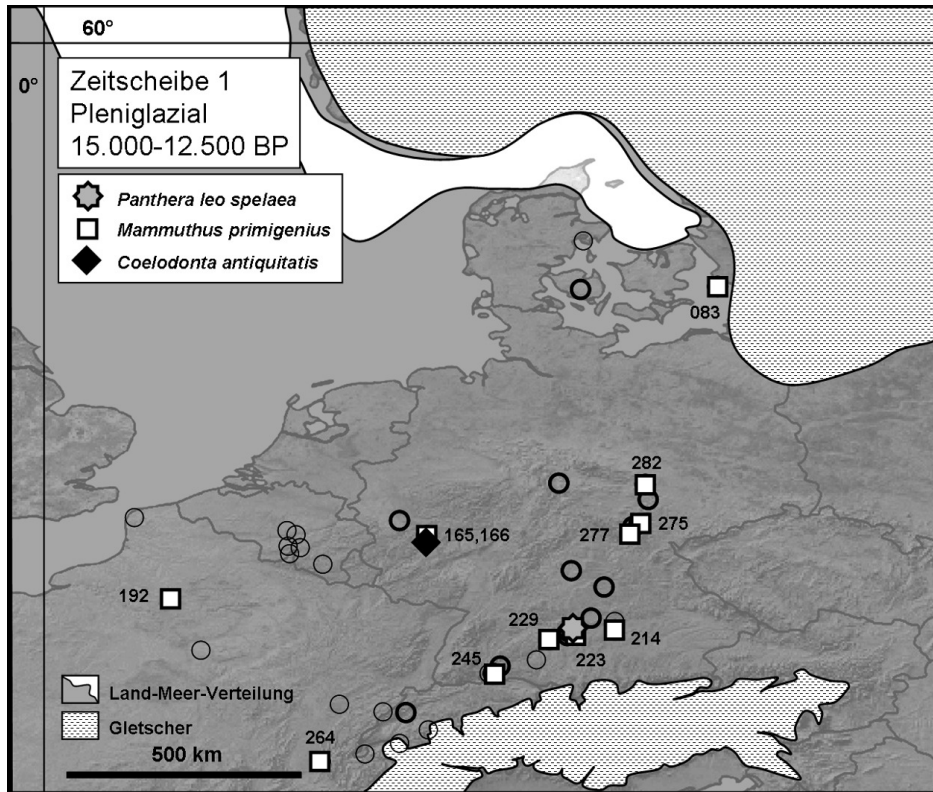 60°
0°
Zeitscheibe 1
Pleniglazial
15.000-12.500 BP
Panthera leo spelaea
Mammuthus primigenius
Coelodonta antiquitatis
083
282
275
277
165,166
192
229
214
223
245
264
Land-Meer-Verteilung
Gletscher
500 km